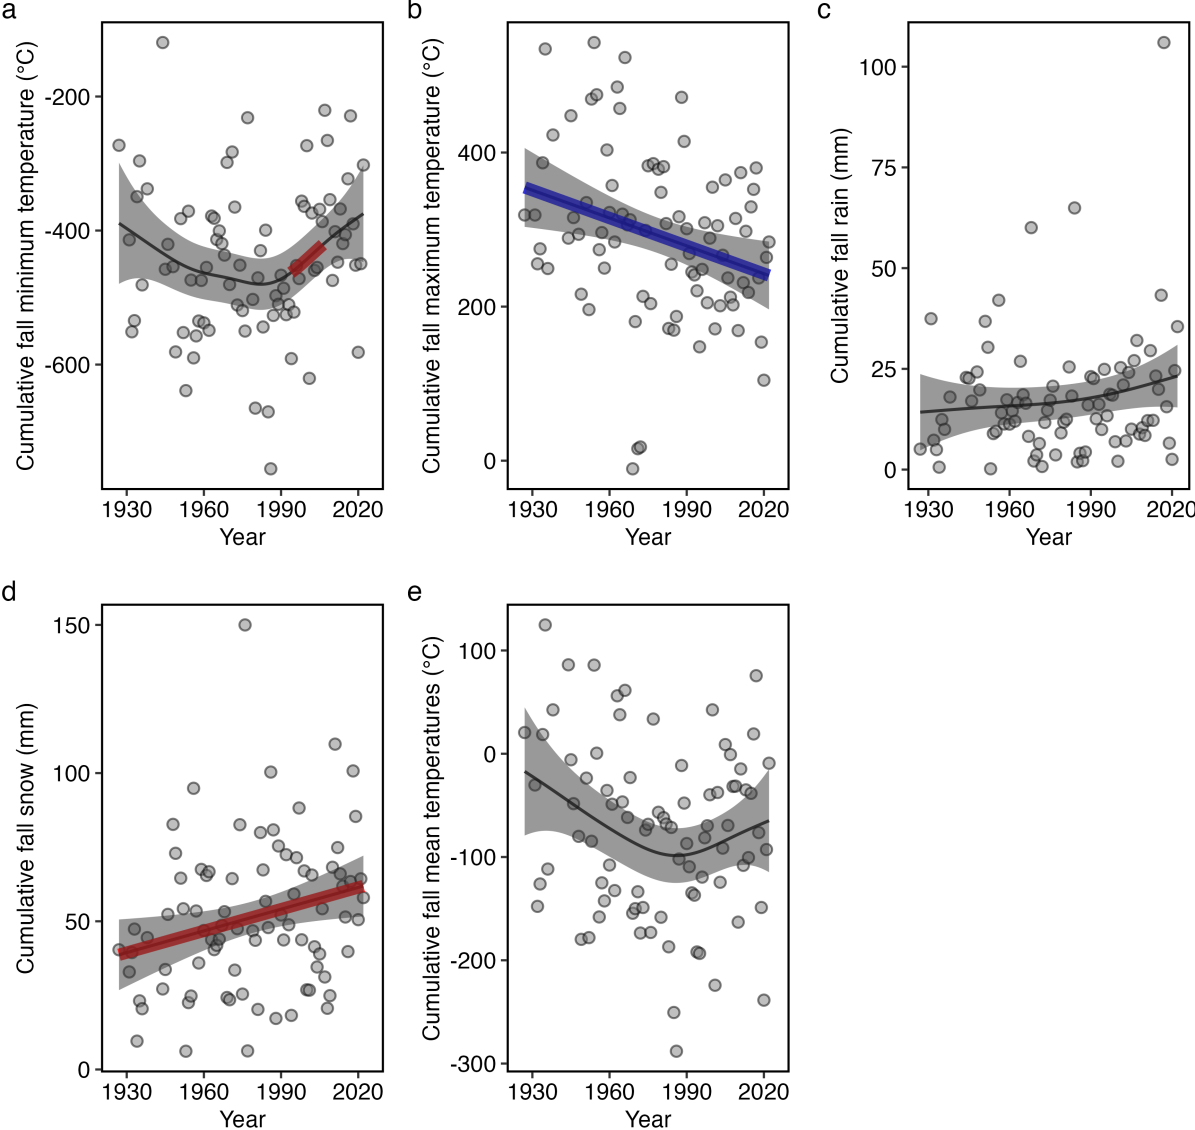 a
Cumulative fall minimum temperature (°C)
-200
-400
-600
1930 1960 1990 2020
Year
b
Cumulative fall maximum temperature (°C)
400
200
0
1930 1960 1990 2020
Year
c
Cumulative fall rain (mm)
100
75
50
25
0
1930 1960 1990 2020
Year
d
Cumulative fall snow (mm)
150
100
50
0
1930 1960 1990 2020
Year
e
Cumulative fall mean temperatures (°C)
100
0
-100
-200
-300
1930 1960 1990 2020
Year